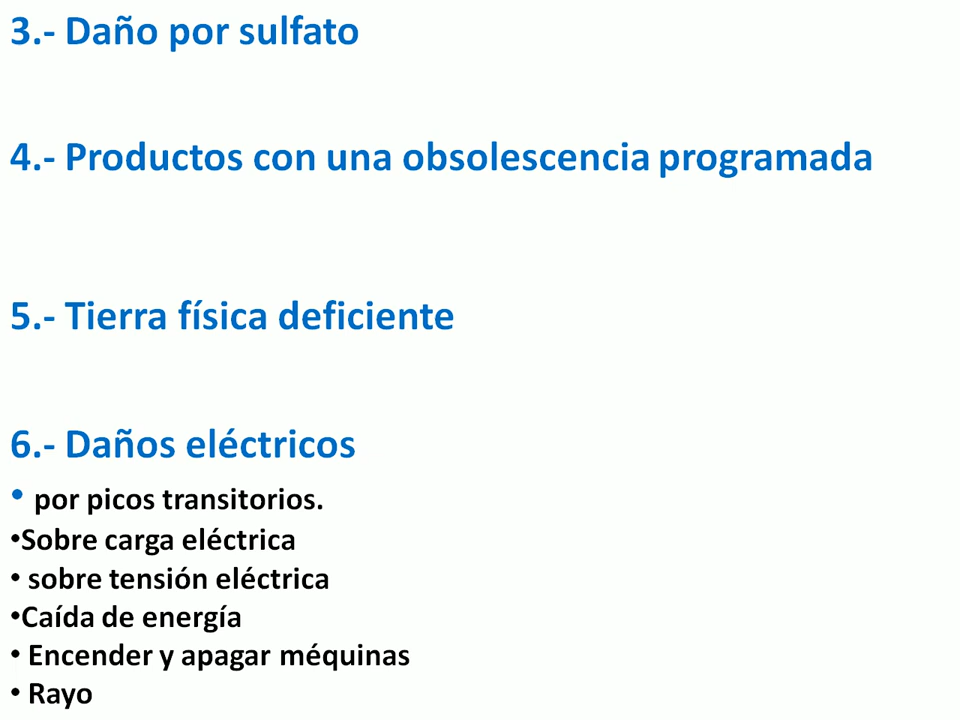 3.- Daño por sulfato
4.- Productos con una obsolescencia programada
5.- Tierra física deficiente
6.- Daños eléctricos
• por picos transitorios.
•Sobre carga eléctrica
• sobre tensión eléctrica
•Caída de energía
• Encender y apagar méquinas
• Rayo